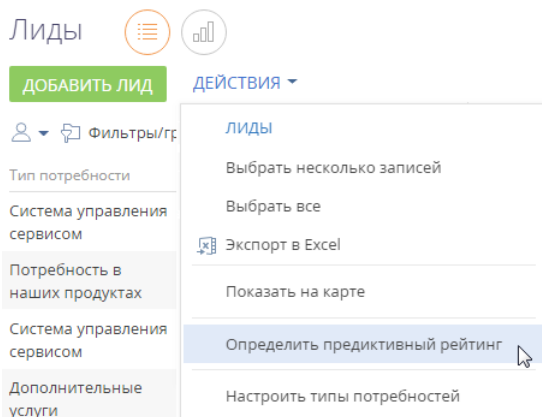 Лиды
ДОБАВИТЬ ЛИД
ДЕЙСТВИЯ
Фильтры/гр
Тип потребности
Система управления
сервисом
Потребность в
наших продуктах
Система управления
сервисом
Дополнительные
услуги
ЛИДЫ
Выбрать несколько записей
Выбрать все
Экспорт в Excel
Показать на карте
Определить предиктивный рейтинг
Настроить типы потребностей